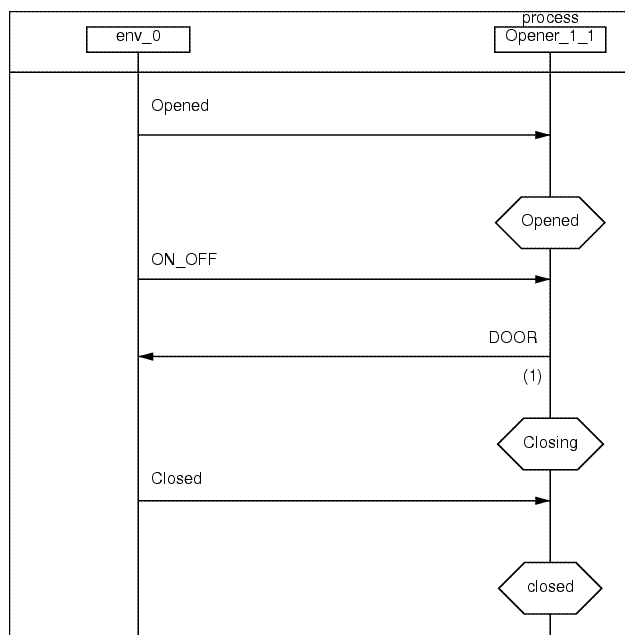 process
env_0
Opener_1_1
Opened
Opened
ON_OFF
DOOR
(1)
Closing
Closed
closed